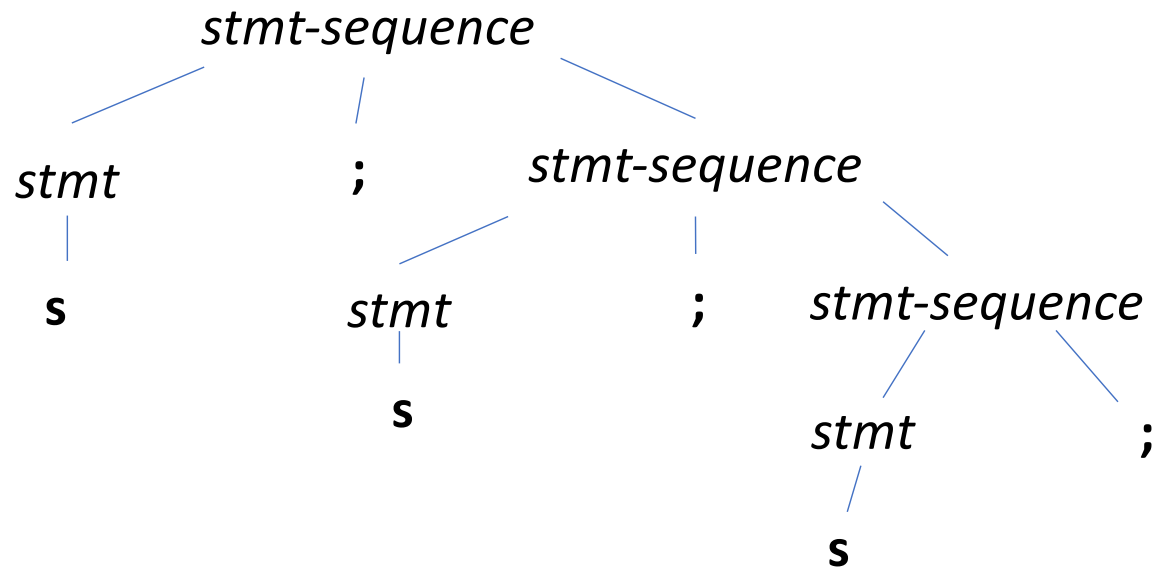 stmt-sequence
stmt ; stmt-sequence
s stmt ; stmt-sequence
s stmt ;
s